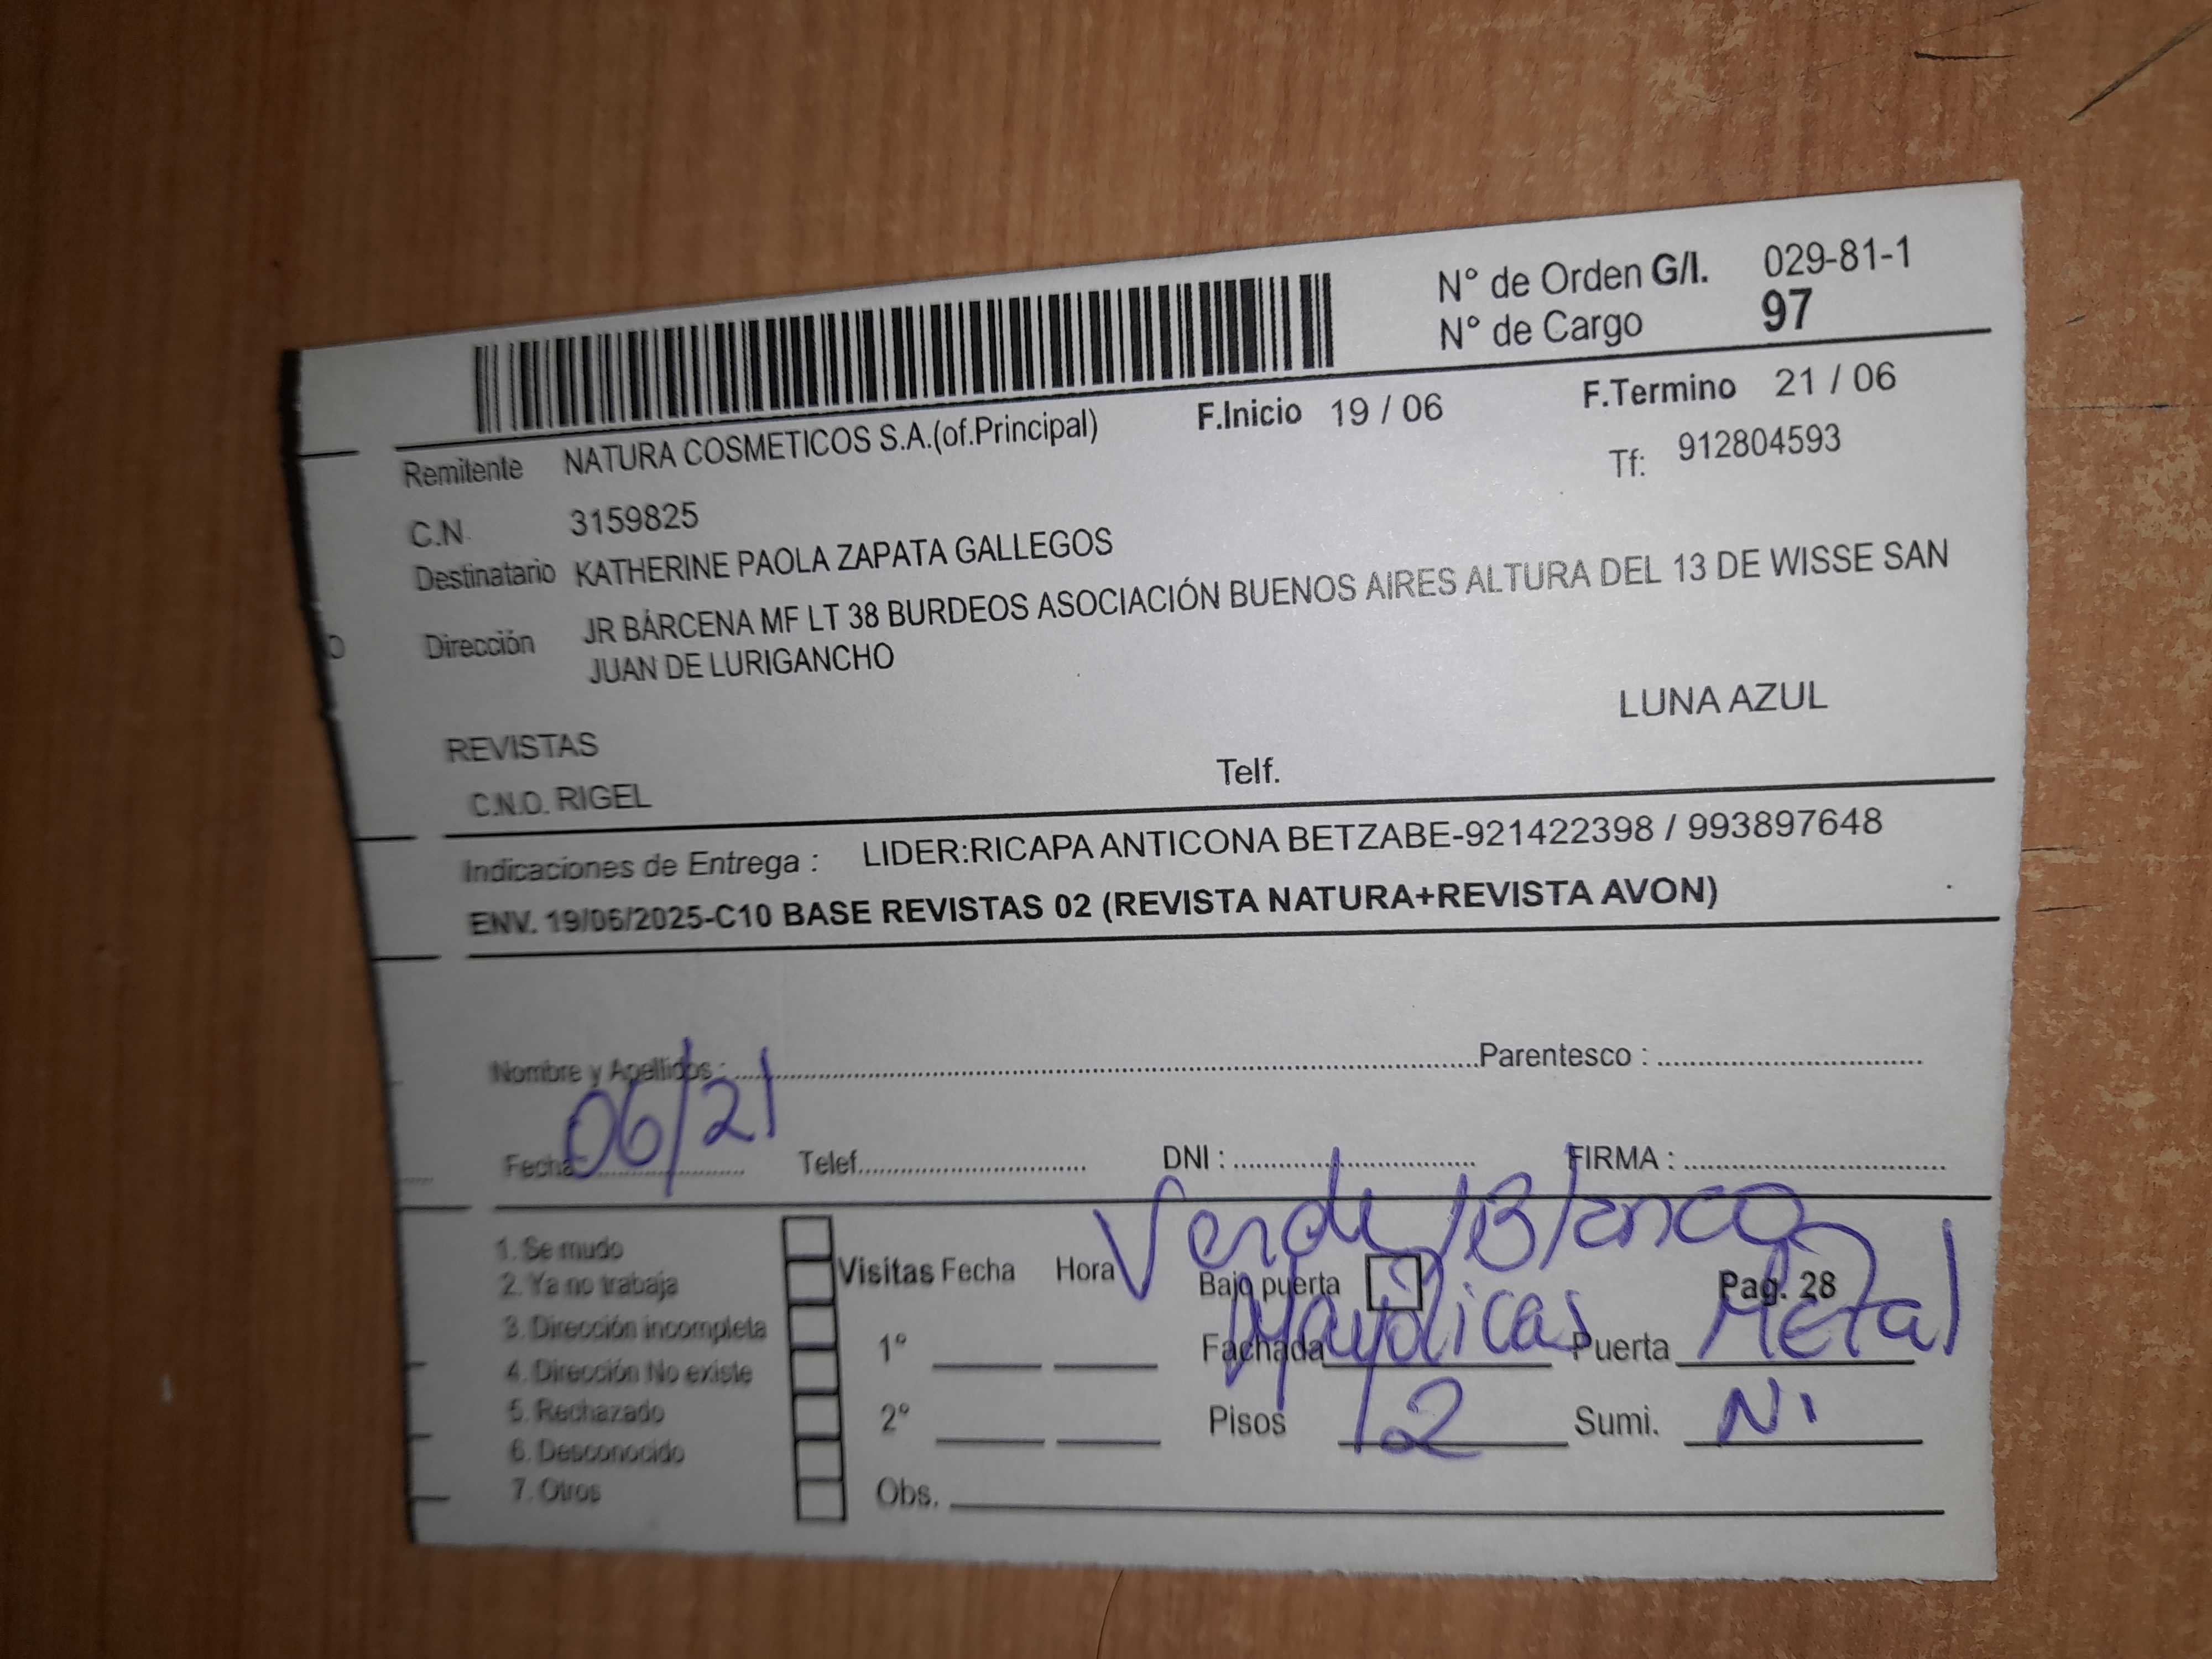 N° de Orden G/I. 029-81-1
N° de Cargo 97
Remitente NATURA COSMETICOS S.A.(of.Principal) F.Inicio 19 / 06 F.Termino 21 / 06
C.N. 3159825 Tf: 912804593
Destinatario KATHERINE PAOLA ZAPATA GALLEGOS
Dirección JR BÁRCENA MF LT 38 BURDEOS ASOCIACIÓN BUENOS AIRES ALTURA DEL 13 DE WISSE SAN
JUAN DE LURIGANCHO
LUNA AZUL
REVISTAS
C.N.O. RIGEL Telf.
Indicaciones de Entrega : LIDER:RICAPA ANTICONA BETZABE-921422398 / 993897648
ENV. 19/06/2025-C10 BASE REVISTAS 02 (REVISTA NATURA+REVISTA AVON)
Nombre y Apellidos : Parentesco :
Fecha: 06/21 Telef. DNI : FIRMA :
Verde/Blanco
1. Se mudo
2. Ya no trabaja Visitas Fecha Hora Bajo puerta Pag. 28
3. Dirección incompleta 1° Fachada Mayólicas Puerta Metal
4. Dirección No existe
5. Rechazado 2° Pisos 2 Sumi. N
6. Desconocido
7. Otros Obs.